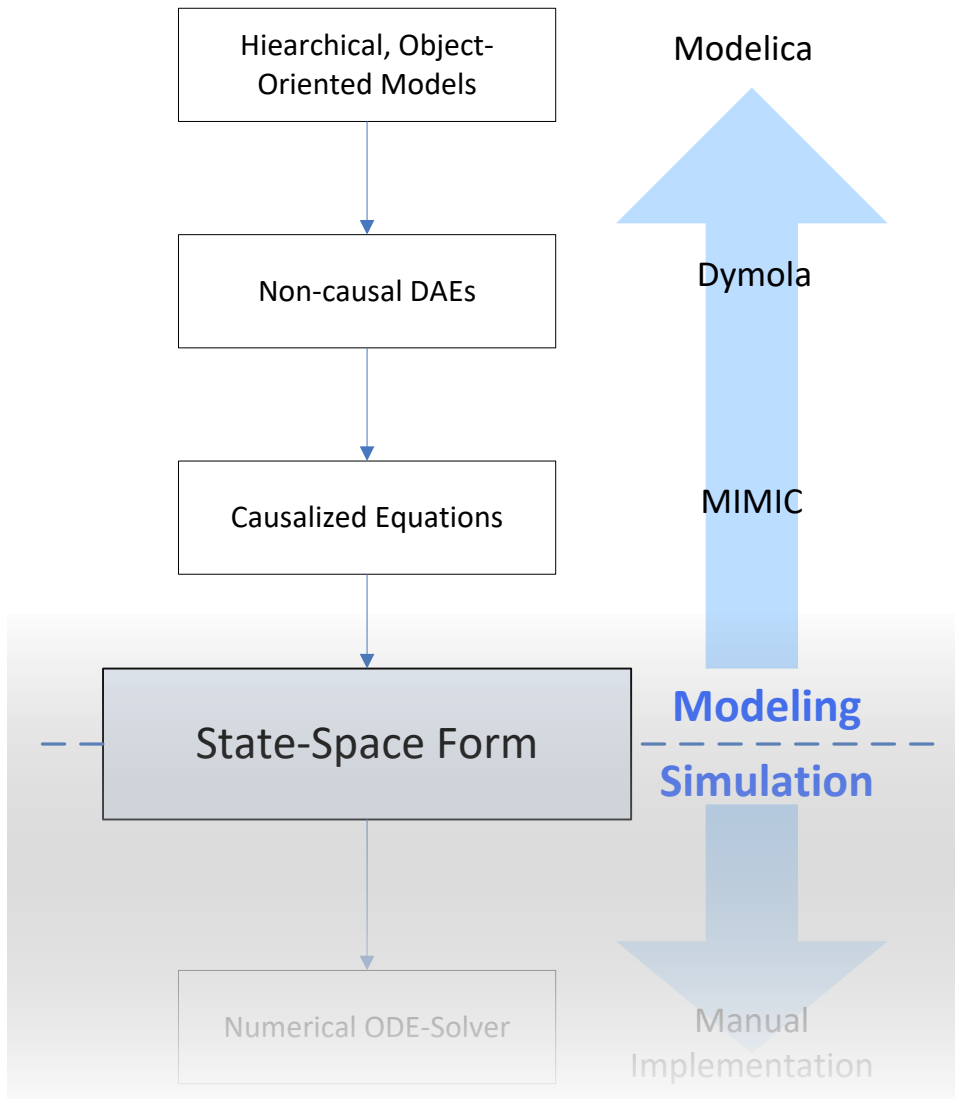 Hiearchical, Object-
Oriented Models
Modelica
Non-causal DAEs
Dymola
Causalized Equations
MIMIC
State-Space Form
Modeling
Simulation
Numerical ODE-Solver
Manual
Implementation